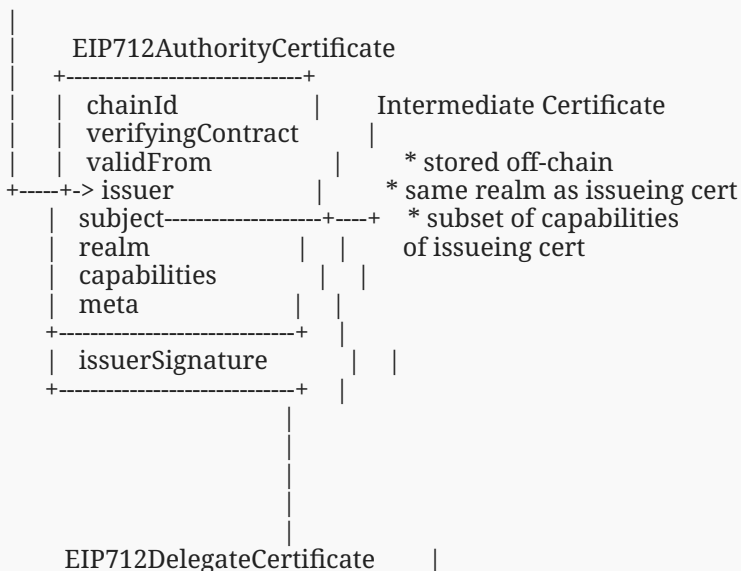 |
|      EIP712AuthorityCertificate
|    +------------------------------+
|    |  chainId                |       Intermediate Certificate
|    |  verifyingContract       |
|    |  validFrom                |        * stored off-chain
+-----+-> issuer                |        * same realm as issueing cert
     |  subject--------------------+----+   * subset of capabilities
     |  realm                |   |       of issueing cert
     |  capabilities            |   |
     |  meta                |   |
     +------------------------------+   |
     |  issuerSignature            |   |
     +------------------------------+   |
                              |
                              |
                              |
                              |
                              |
     EIP712DelegateCertificate      |